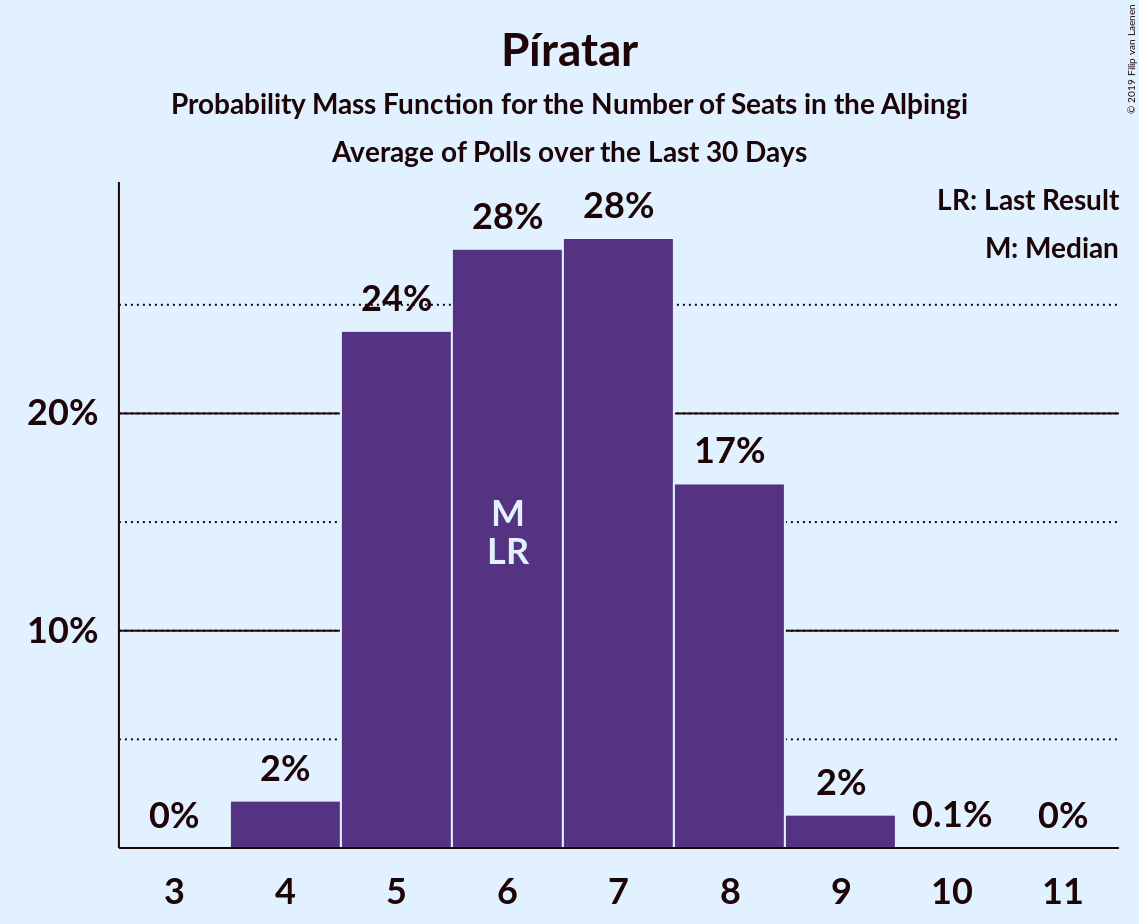 Píratar
Probability Mass Function for the Number of Seats in the Alþingi
Average of Polls over the Last 30 Days
© 2019 Filip van Laenen
LR: Last Result
M: Median
28%
28%
24%
20%
17%
M
LR
10%
2%
2%
0%
0.1%
0%
3 4 5 6 7 8 9 10 11